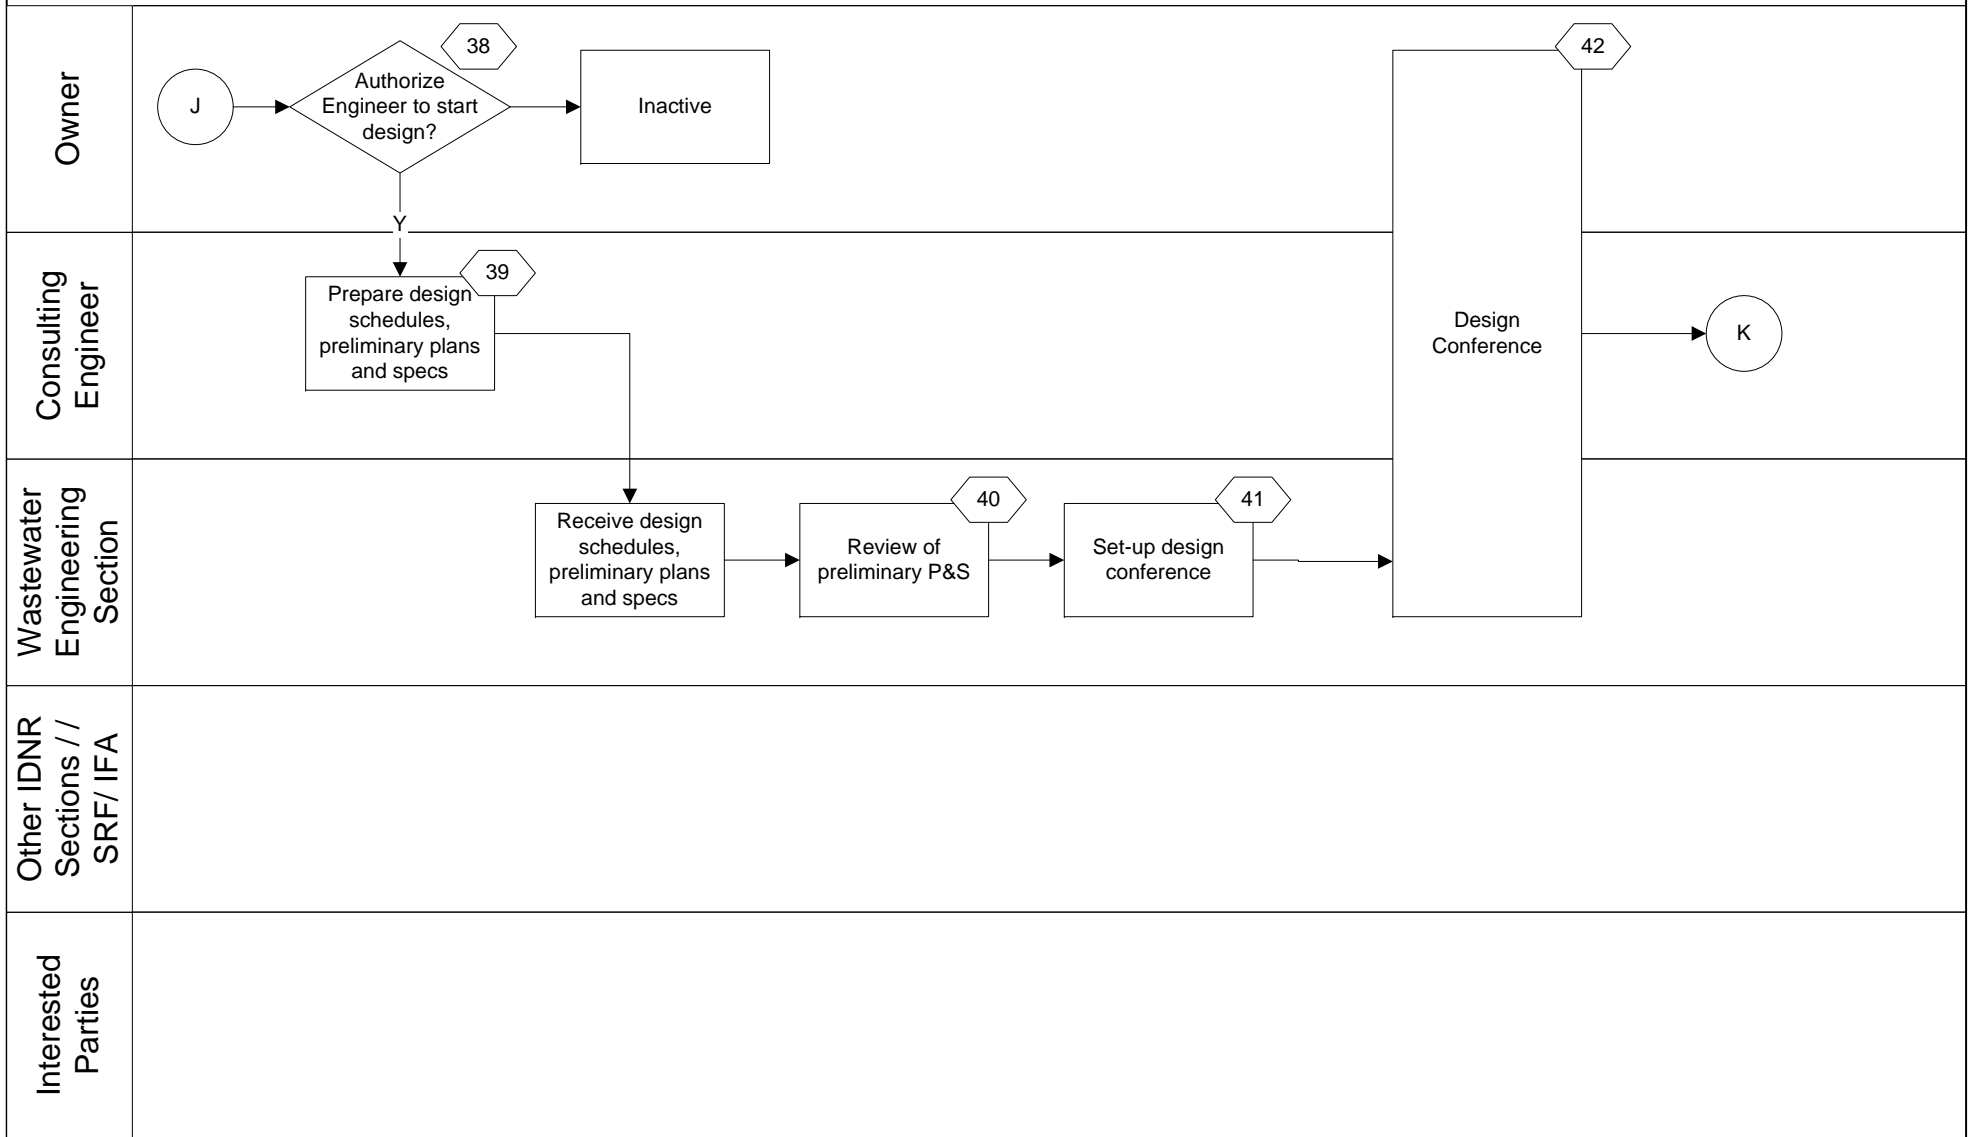 Owner
J
38
Authorize
Engineer to start
design?
Inactive
42
Y
Consulting
Engineer
39
Prepare design
schedules,
preliminary plans
and specs
Design
Conference
K
Wastewater
Engineering
Section
Receive design
schedules,
preliminary plans
and specs
40
Review of
preliminary P&S
41
Set-up design
conference
Other IDNR
Sections / /
SRF/ IFA
Interested
Parties